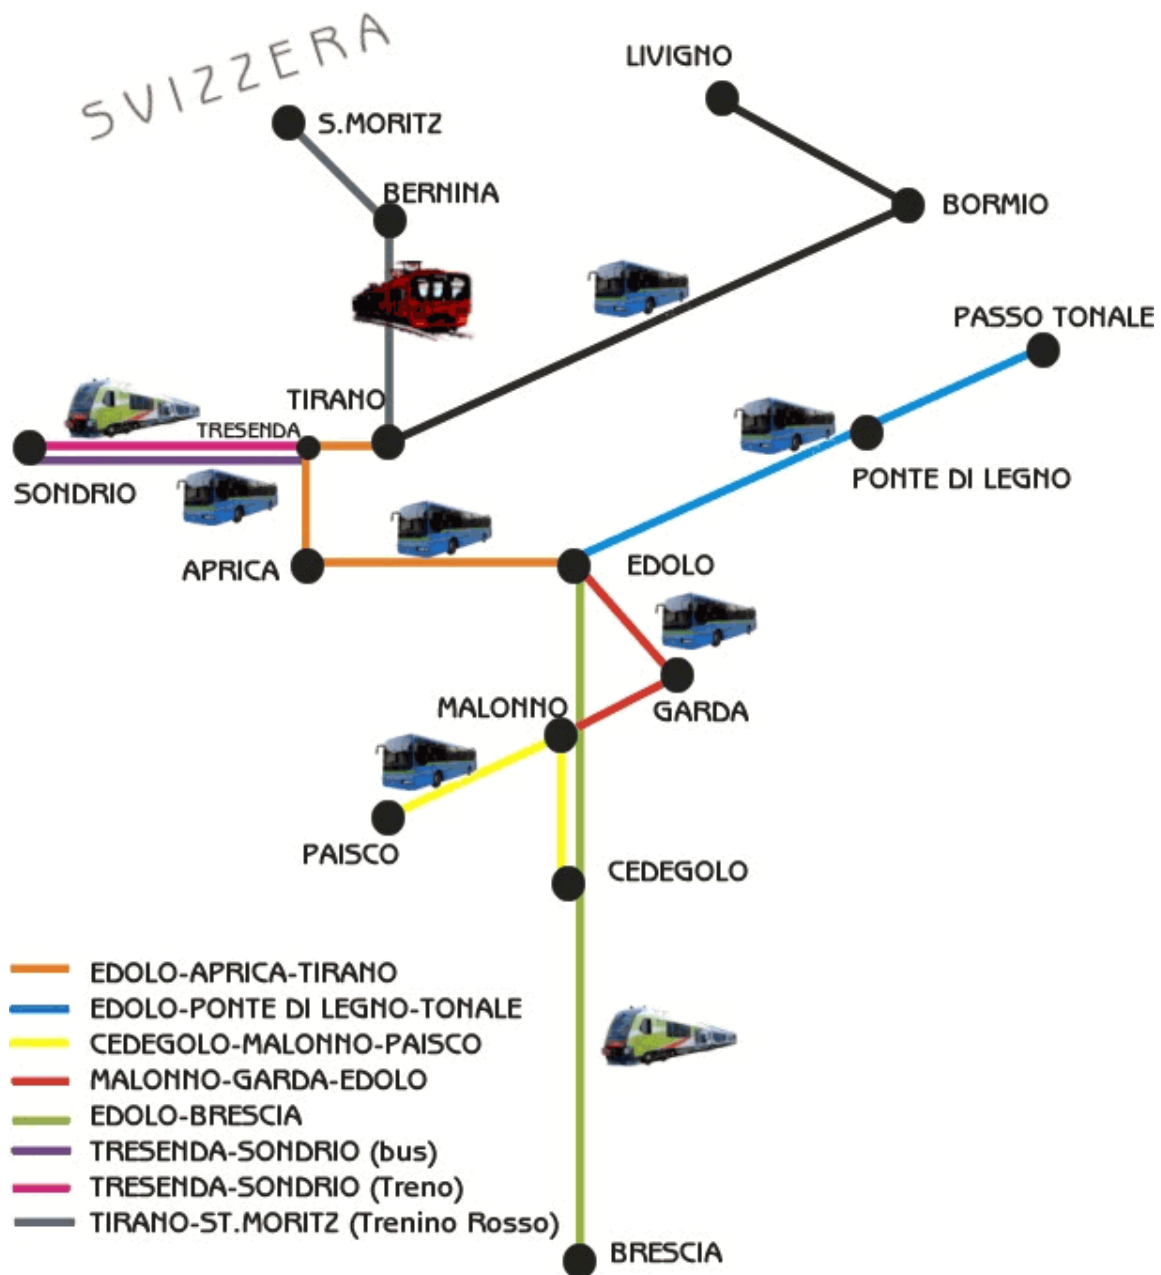 SVIZZERA
LIVIGNO
S.MORITZ
BERNINA
BORMIO
PASSO TONALE
TIRANO
TRESENDA
SONDRIO
PONTE DI LEGNO
APRICA
EDOLO
MALONNO
GARDA
PAISCO
CEDEGOLO
EDOLO-APRICA-TIRANO
EDOLO-PONTE DI LEGNO-TONALE
CEDEGOLO-MALONNO-PAISCO
MALONNO-GARDA-EDOLO
EDOLO-BRESCIA
TRESENDA-SONDRIO (bus)
TRESENDA-SONDRIO (Treno)
TIRANO-ST.MORITZ (Trenino Rosso)
BRESCIA